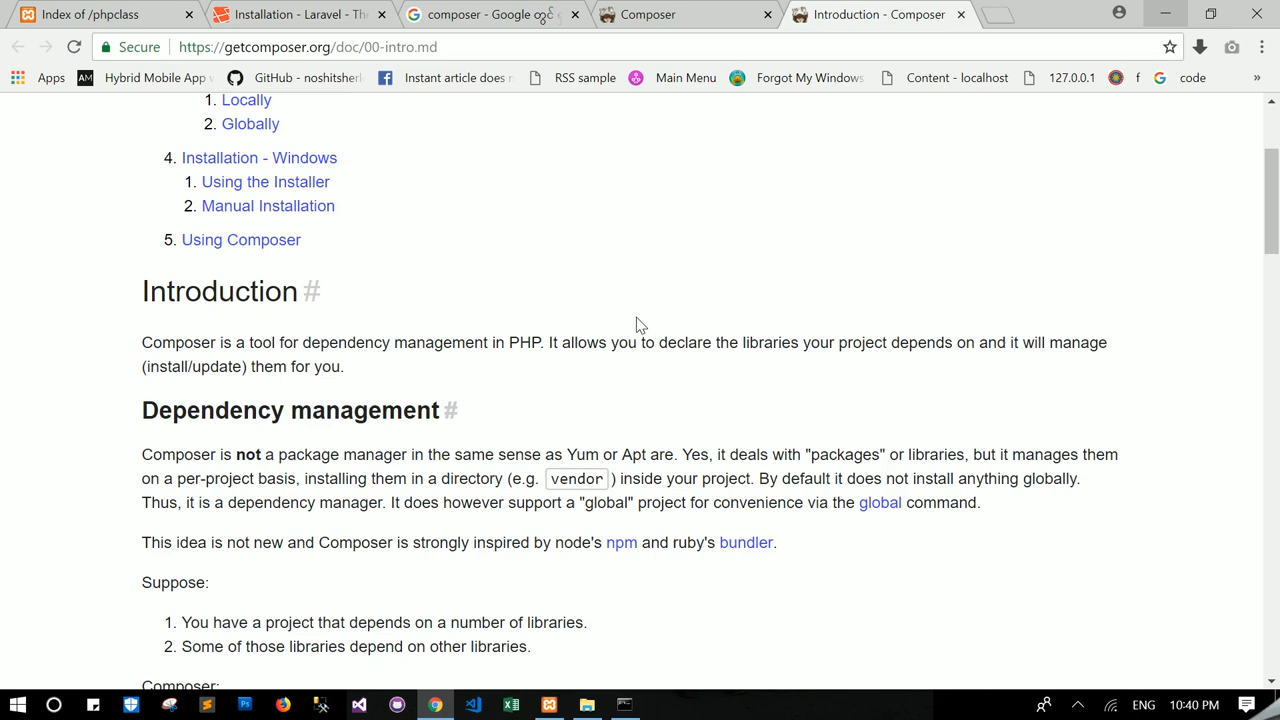 Index of /phpclass
Installation - Laravel - Th
composer - Google တွင်
Composer
Introduction - Composer
Secure
https://getcomposer.org/doc/00-intro.md
Apps
AM
Hybrid Mobile App
GitHub - noshitsherl
Instant article does
RSS sample
Main Menu
Forgot My Windows
Content - localhost
127.0.0.1
f
code
»
1. Locally
2. Globally
4. Installation - Windows
1. Using the Installer
2. Manual Installation
5. Using Composer
Introduction #
Composer is a tool for dependency management in PHP. It allows you to declare the libraries your project depends on and it will manage
(install/update) them for you.
Dependency management #
Composer is not a package manager in the same sense as Yum or Apt are. Yes, it deals with "packages" or libraries, but it manages them
on a per-project basis, installing them in a directory (e.g. vendor ) inside your project. By default it does not install anything globally.
Thus, it is a dependency manager. It does however support a "global" project for convenience via the global command.
This idea is not new and Composer is strongly inspired by node's npm and ruby's bundler.
Suppose:
1. You have a project that depends on a number of libraries.
2. Some of those libraries depend on other libraries.
Composer:
ENG
10:40 PM